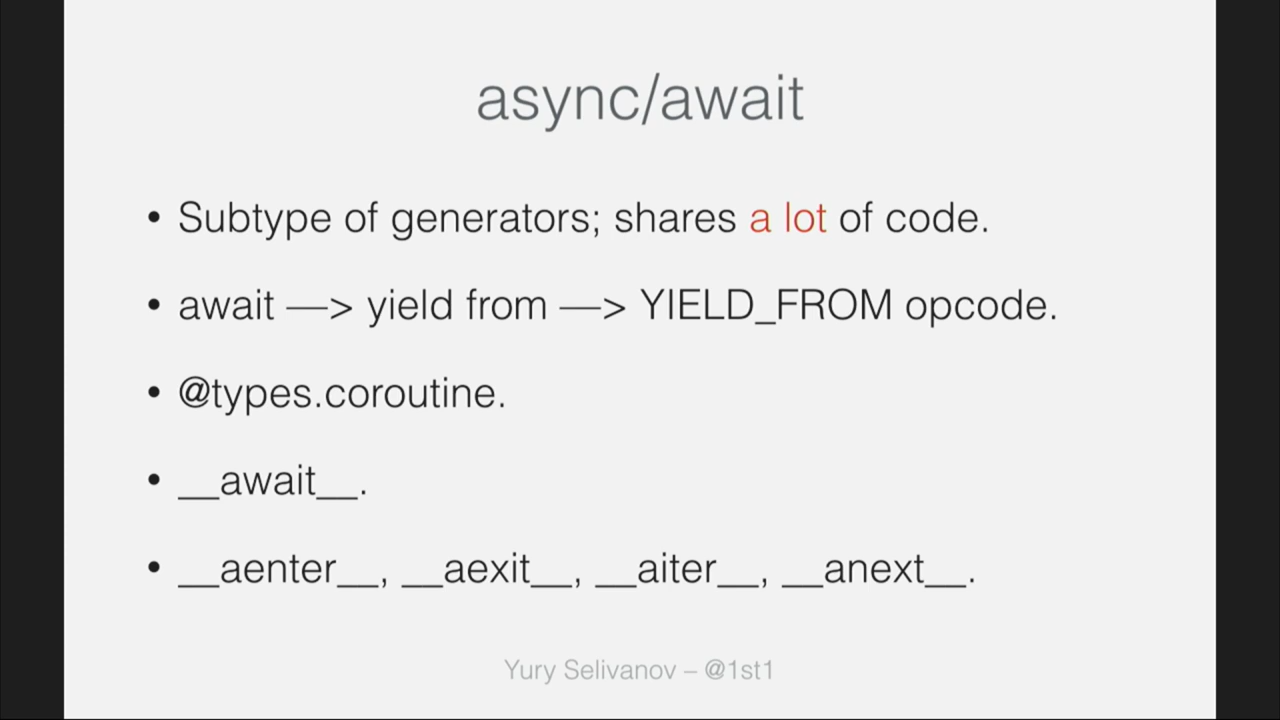 async/await
• Subtype of generators; shares a lot of code.
• await —> yield from —> YIELD_FROM opcode.
• @types.coroutine.
• __await__.
• __aenter__, __aexit__, __aiter__, __anext__.
Yury Selivanov – @1st1